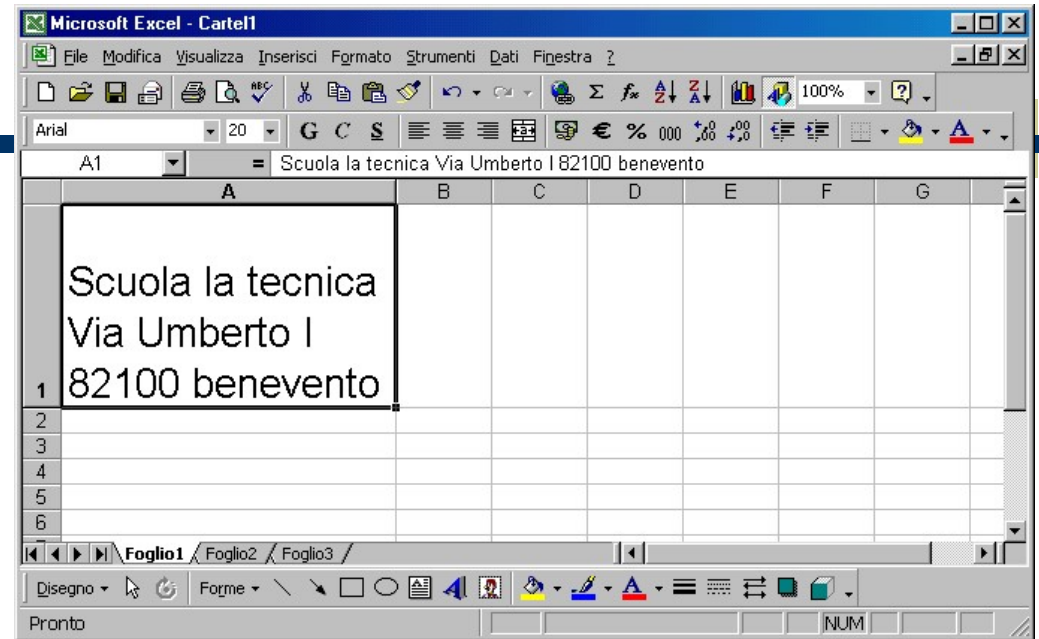 Microsoft Excel - Cartel1
File Modifica Visualizza Inserisci Formato Strumenti Dati Finestra ?
100%
Arial 20 G C S € % 000
A1 = Scuola la tecnica Via Umberto I 82100 benevento
A B C D E F G
Scuola la tecnica
Via Umberto I
82100 benevento
1
2
3
4
5
6
Foglio1 Foglio2 Foglio3
Disegno Forme
Pronto NUM